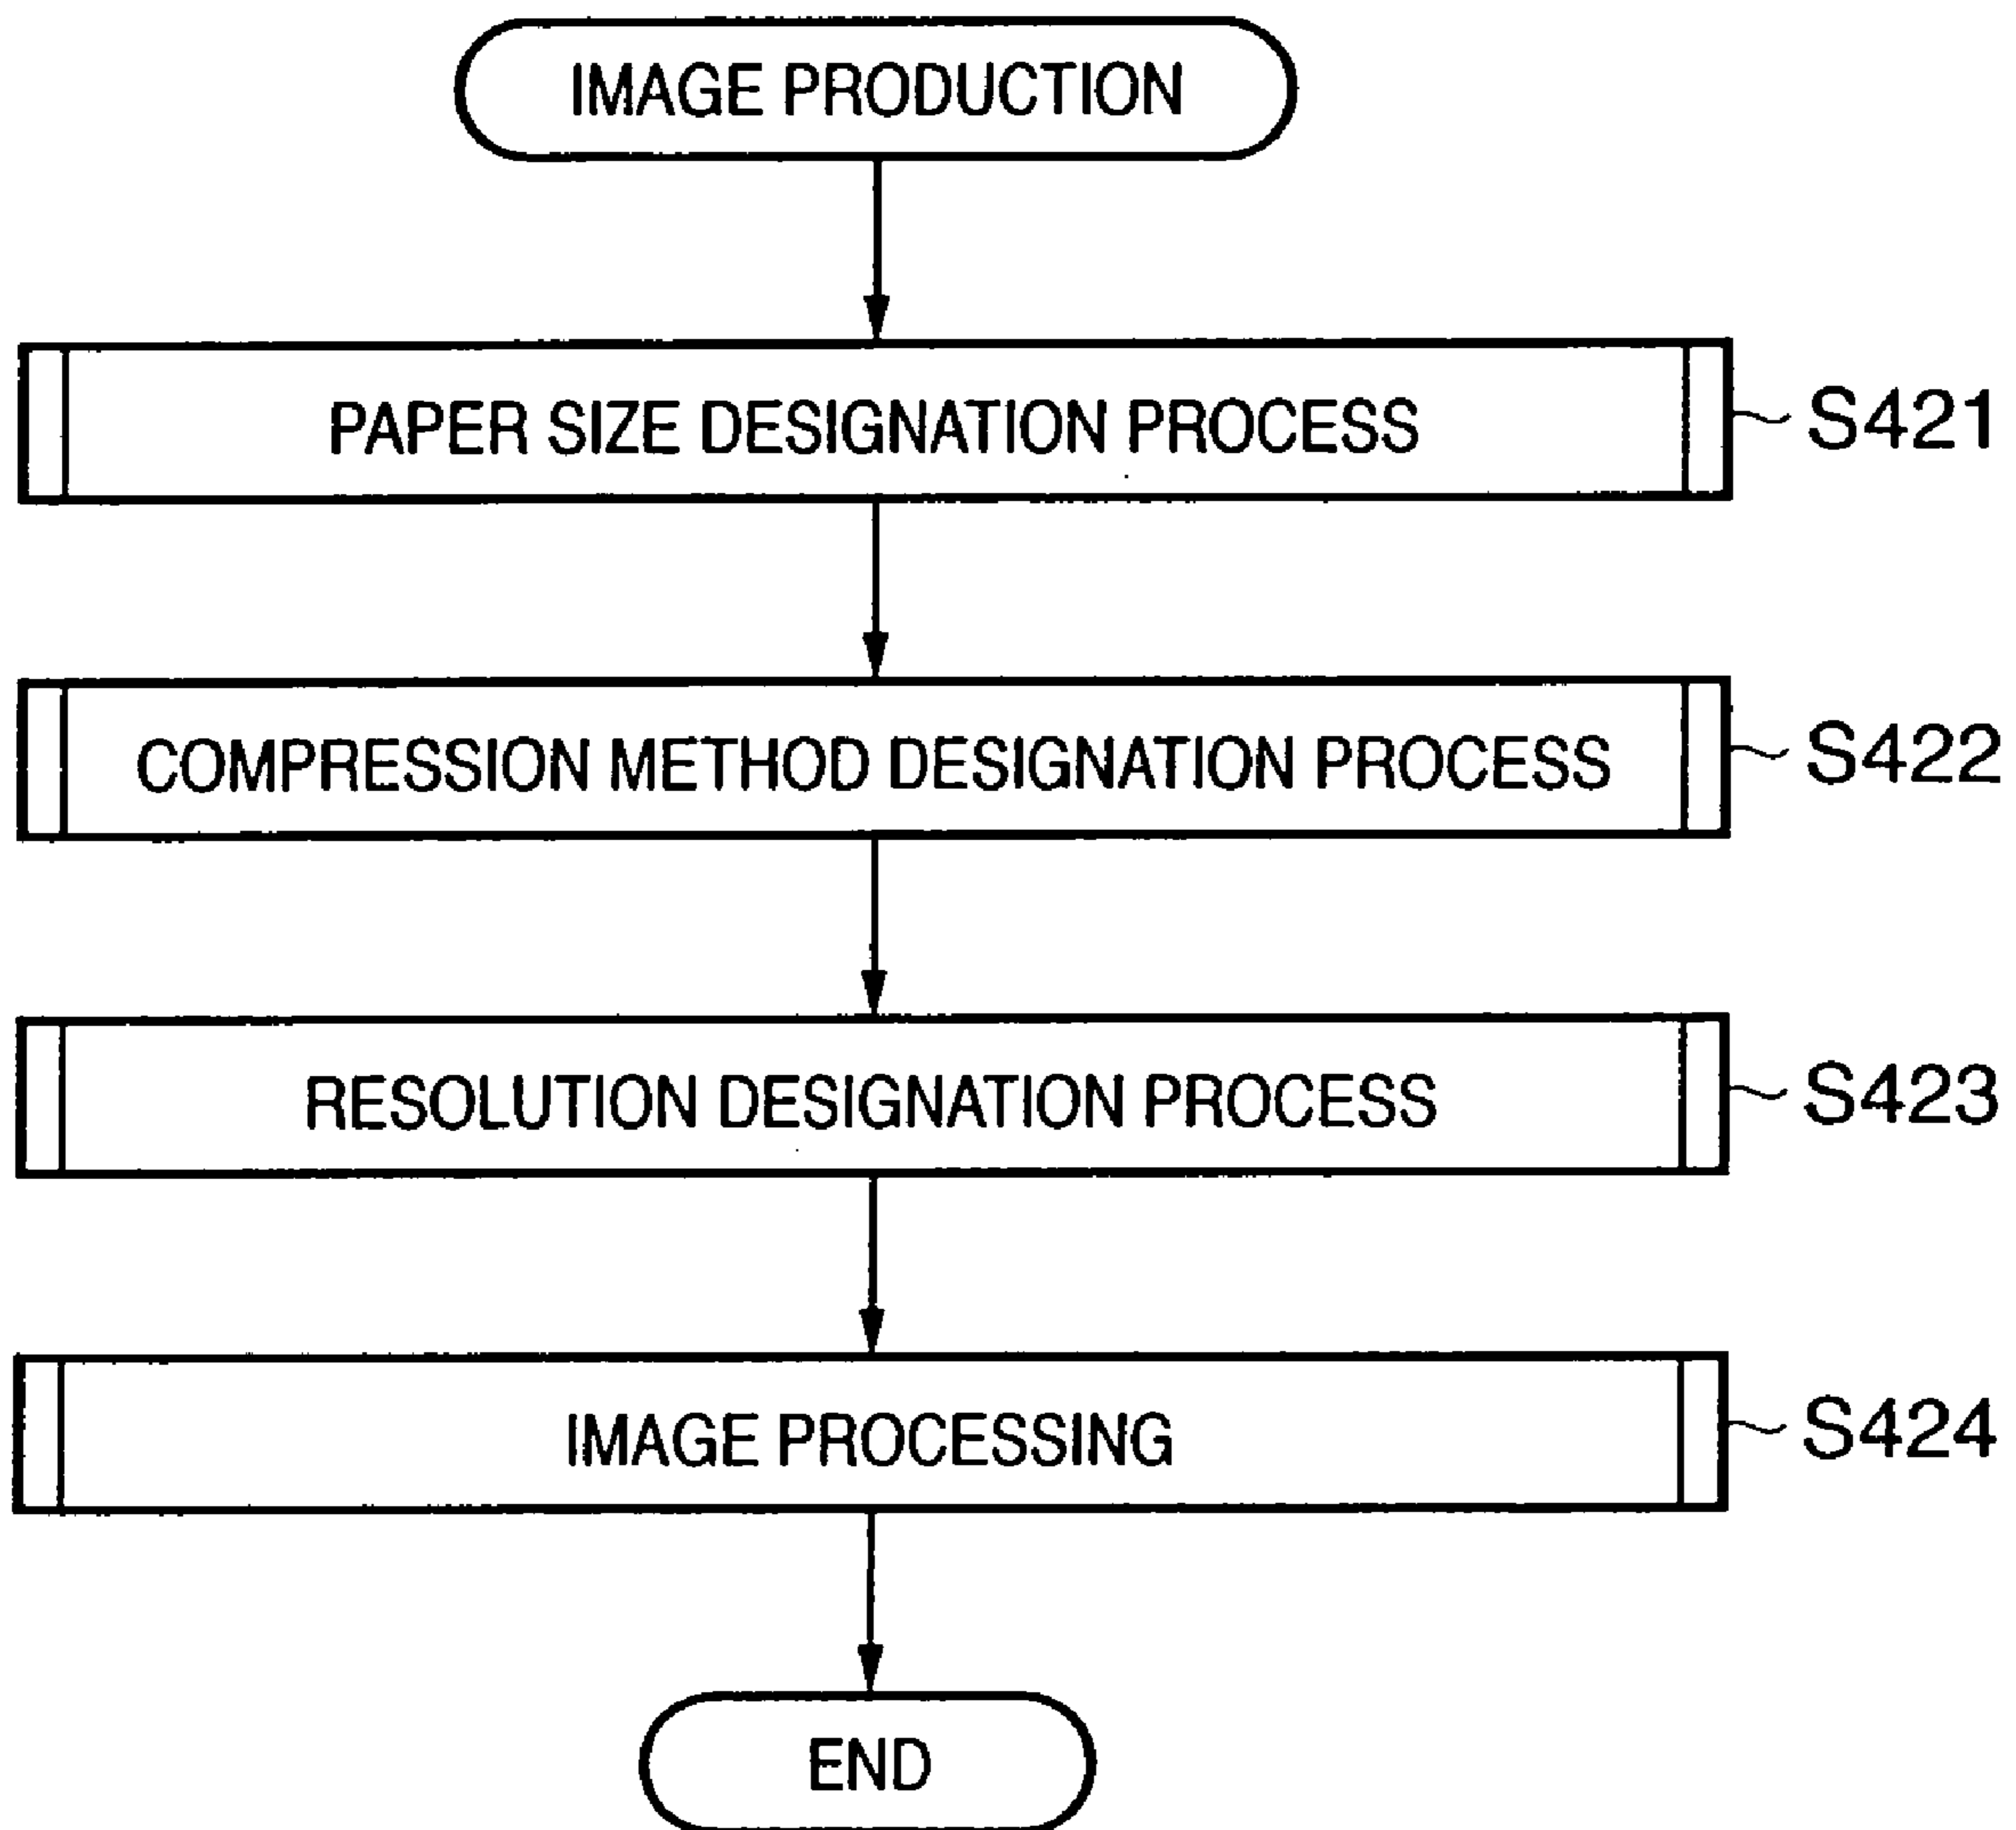 IMAGE PRODUCTION
PAPER SIZE DESIGNATION PROCESS
S421
COMPRESSION METHOD DESIGNATION PROCESS
S422
RESOLUTION DESIGNATION PROCESS
S423
IMAGE PROCESSING
S424
END